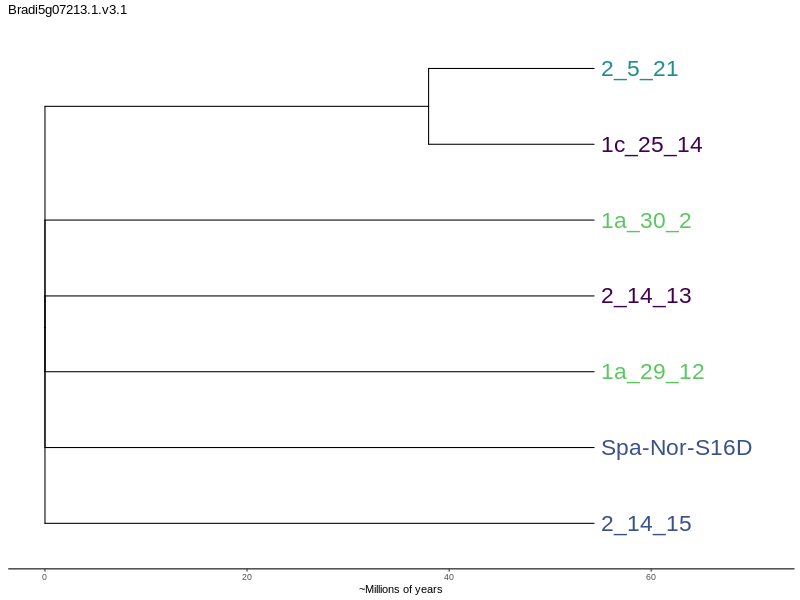 Bradi5g07213.1.v3.1
2_5_21
1c_25_14
1a_30_2
2_14_13
1a_29_12
Spa-Nor-S16D
2_14_15
0 20 40 60
~Millions of years